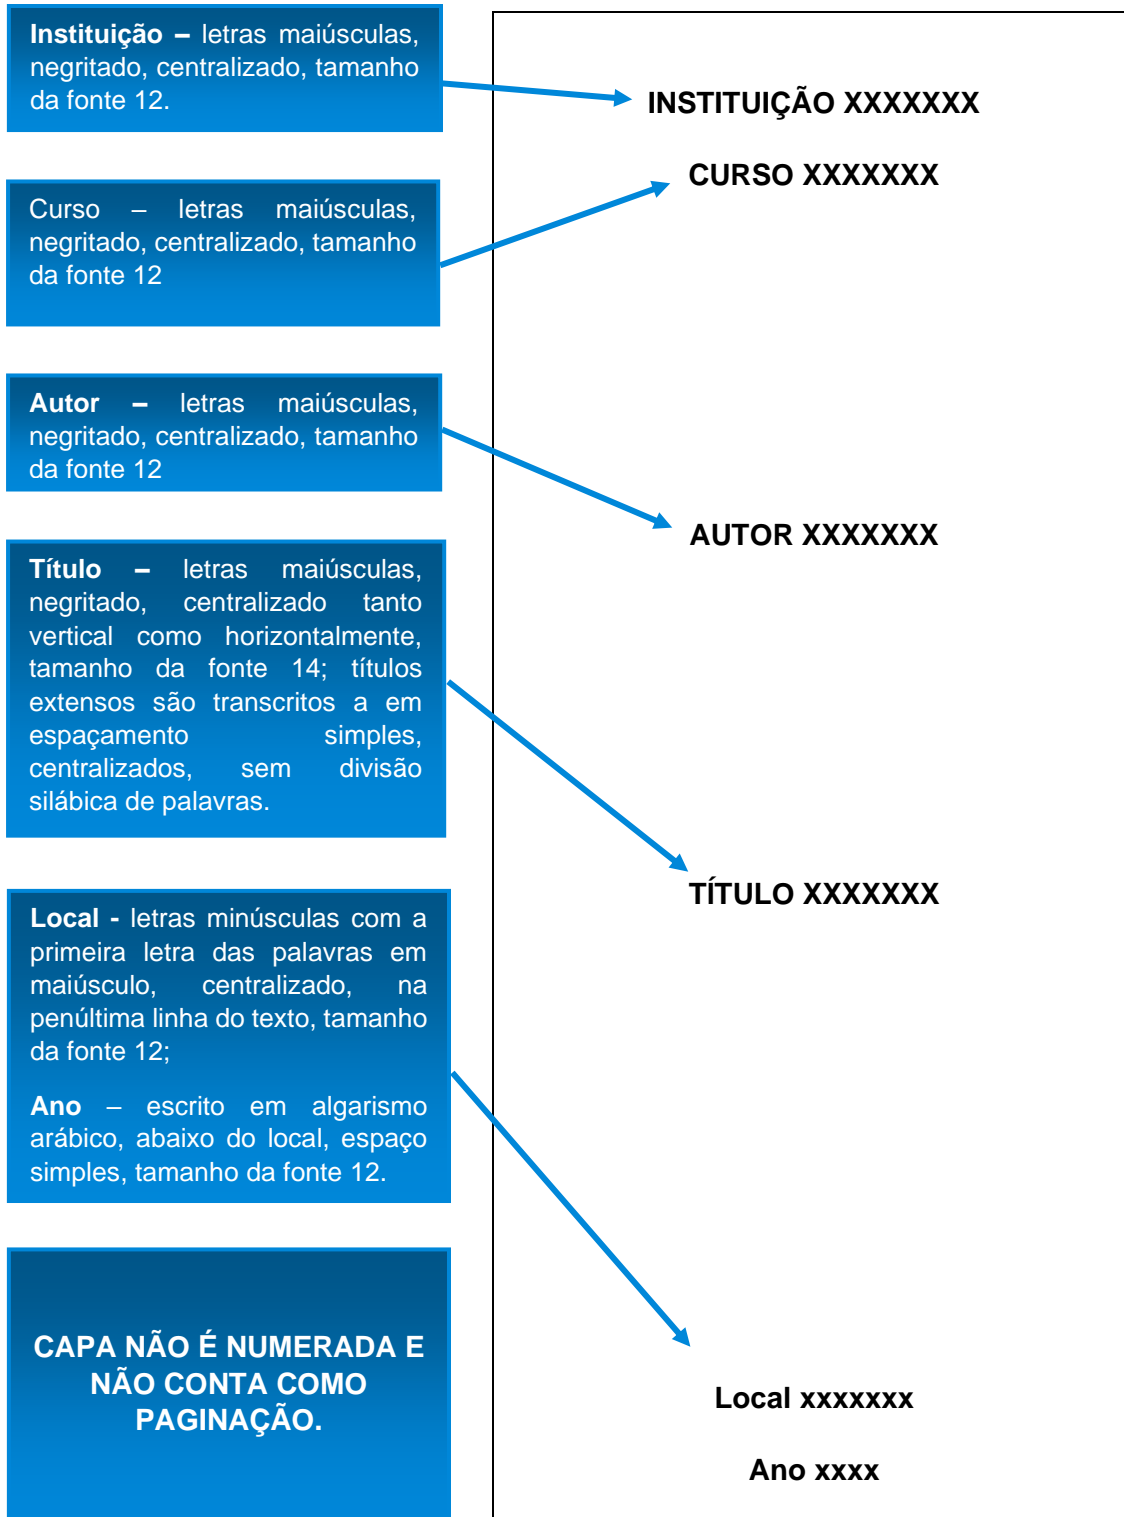 Instituição – letras maiúsculas,
negritado, centralizado, tamanho
da fonte 12.
Curso – letras maiúsculas,
negritado, centralizado, tamanho
da fonte 12
Autor – letras maiúsculas,
negritado, centralizado, tamanho
da fonte 12
Título – letras maiúsculas,
negritado, centralizado tanto
vertical como horizontalmente,
tamanho da fonte 14; títulos
extensos são transcritos a em
espaçamento simples,
centralizados, sem divisão
silábica de palavras.
Local - letras minúsculas com a
primeira letra das palavras em
maiúsculo, centralizado, na
penúltima linha do texto, tamanho
da fonte 12;
Ano – escrito em algarismo
arábico, abaixo do local, espaço
simples, tamanho da fonte 12.
CAPA NÃO É NUMERADA E
NÃO CONTA COMO
PAGINAÇÃO.
INSTITUIÇÃO XXXXXXX
CURSO XXXXXXX
AUTOR XXXXXXX
TÍTULO XXXXXXX
Local xxxxxxx
Ano xxxx